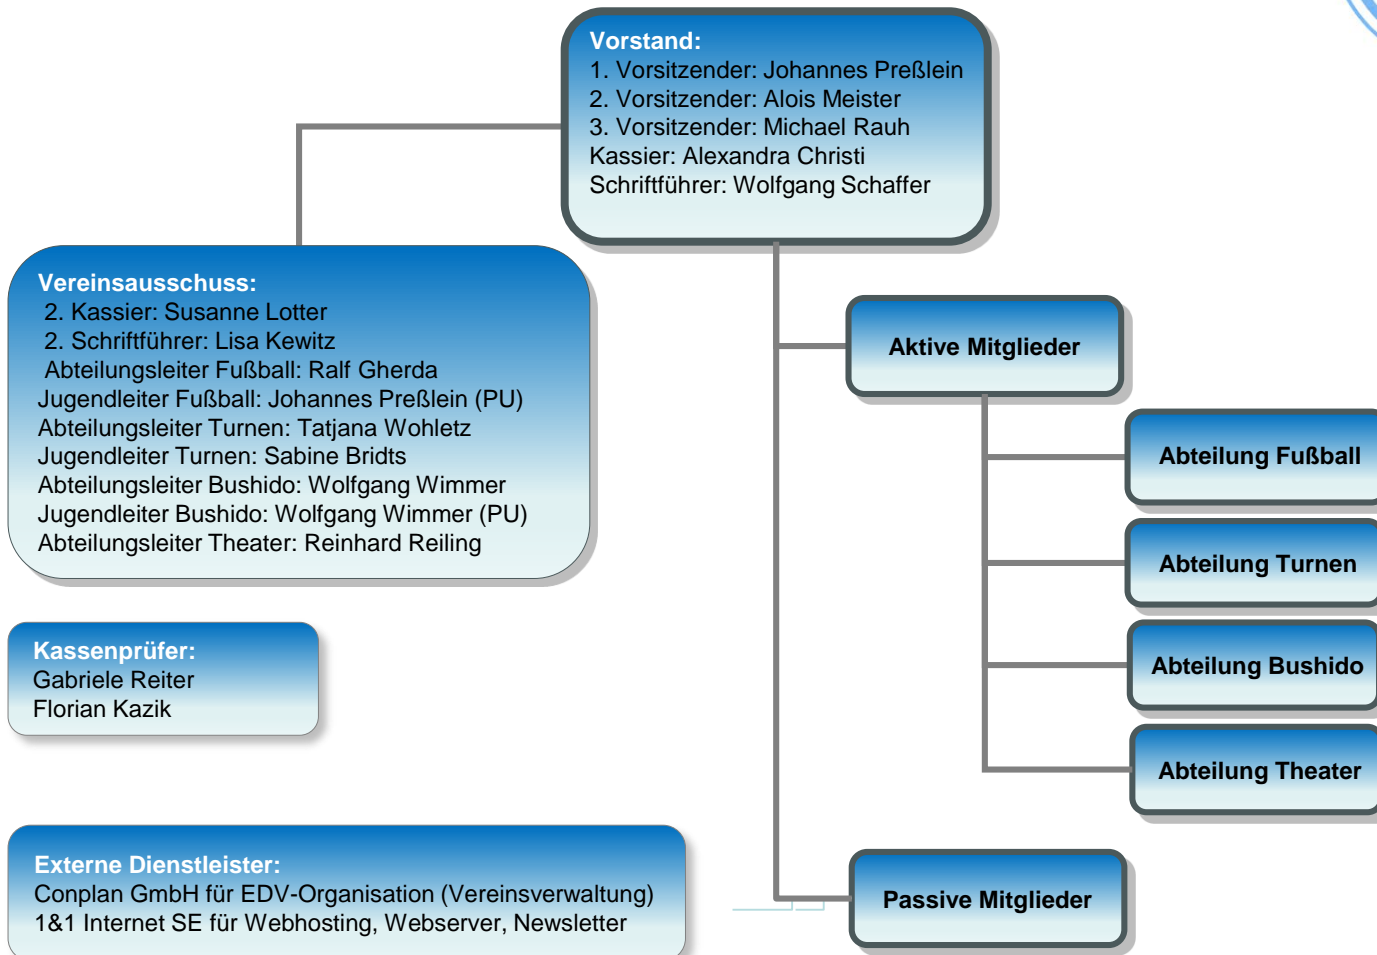 Vorstand:
1. Vorsitzender: Johannes Preßlein
2. Vorsitzender: Alois Meister
3. Vorsitzender: Michael Rauh
Kassier: Alexandra Christi
Schriftführer: Wolfgang Schaffer
Vereinsausschuss:
2. Kassier: Susanne Lotter
2. Schriftführer: Lisa Kewitz
Abteilungsleiter Fußball: Ralf Gherda
Jugendleiter Fußball: Johannes Preßlein (PU)
Abteilungsleiter Turnen: Tatjana Wohletz
Jugendleiter Turnen: Sabine Bridts
Abteilungsleiter Bushido: Wolfgang Wimmer
Jugendleiter Bushido: Wolfgang Wimmer (PU)
Abteilungsleiter Theater: Reinhard Reiling
Aktive Mitglieder
Abteilung Fußball
Abteilung Turnen
Abteilung Bushido
Abteilung Theater
Kassenprüfer:
Gabriele Reiter
Florian Kazik
Externe Dienstleister:
Conplan GmbH für EDV-Organisation (Vereinsverwaltung)
1&1 Internet SE für Webhosting, Webserver, Newsletter
Passive Mitglieder